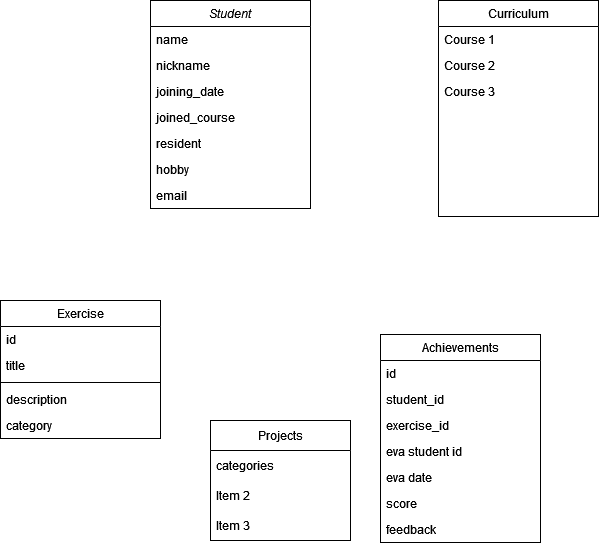 Student
name
nickname
joining_date
joined_course
resident
hobby
email
Curriculum
Course 1
Course 2
Course 3
Exercise
id
title
description
category
Projects
categories
Item 2
Item 3
Achievements
id
student_id
exercise_id
eva student id
eva date
score
feedback